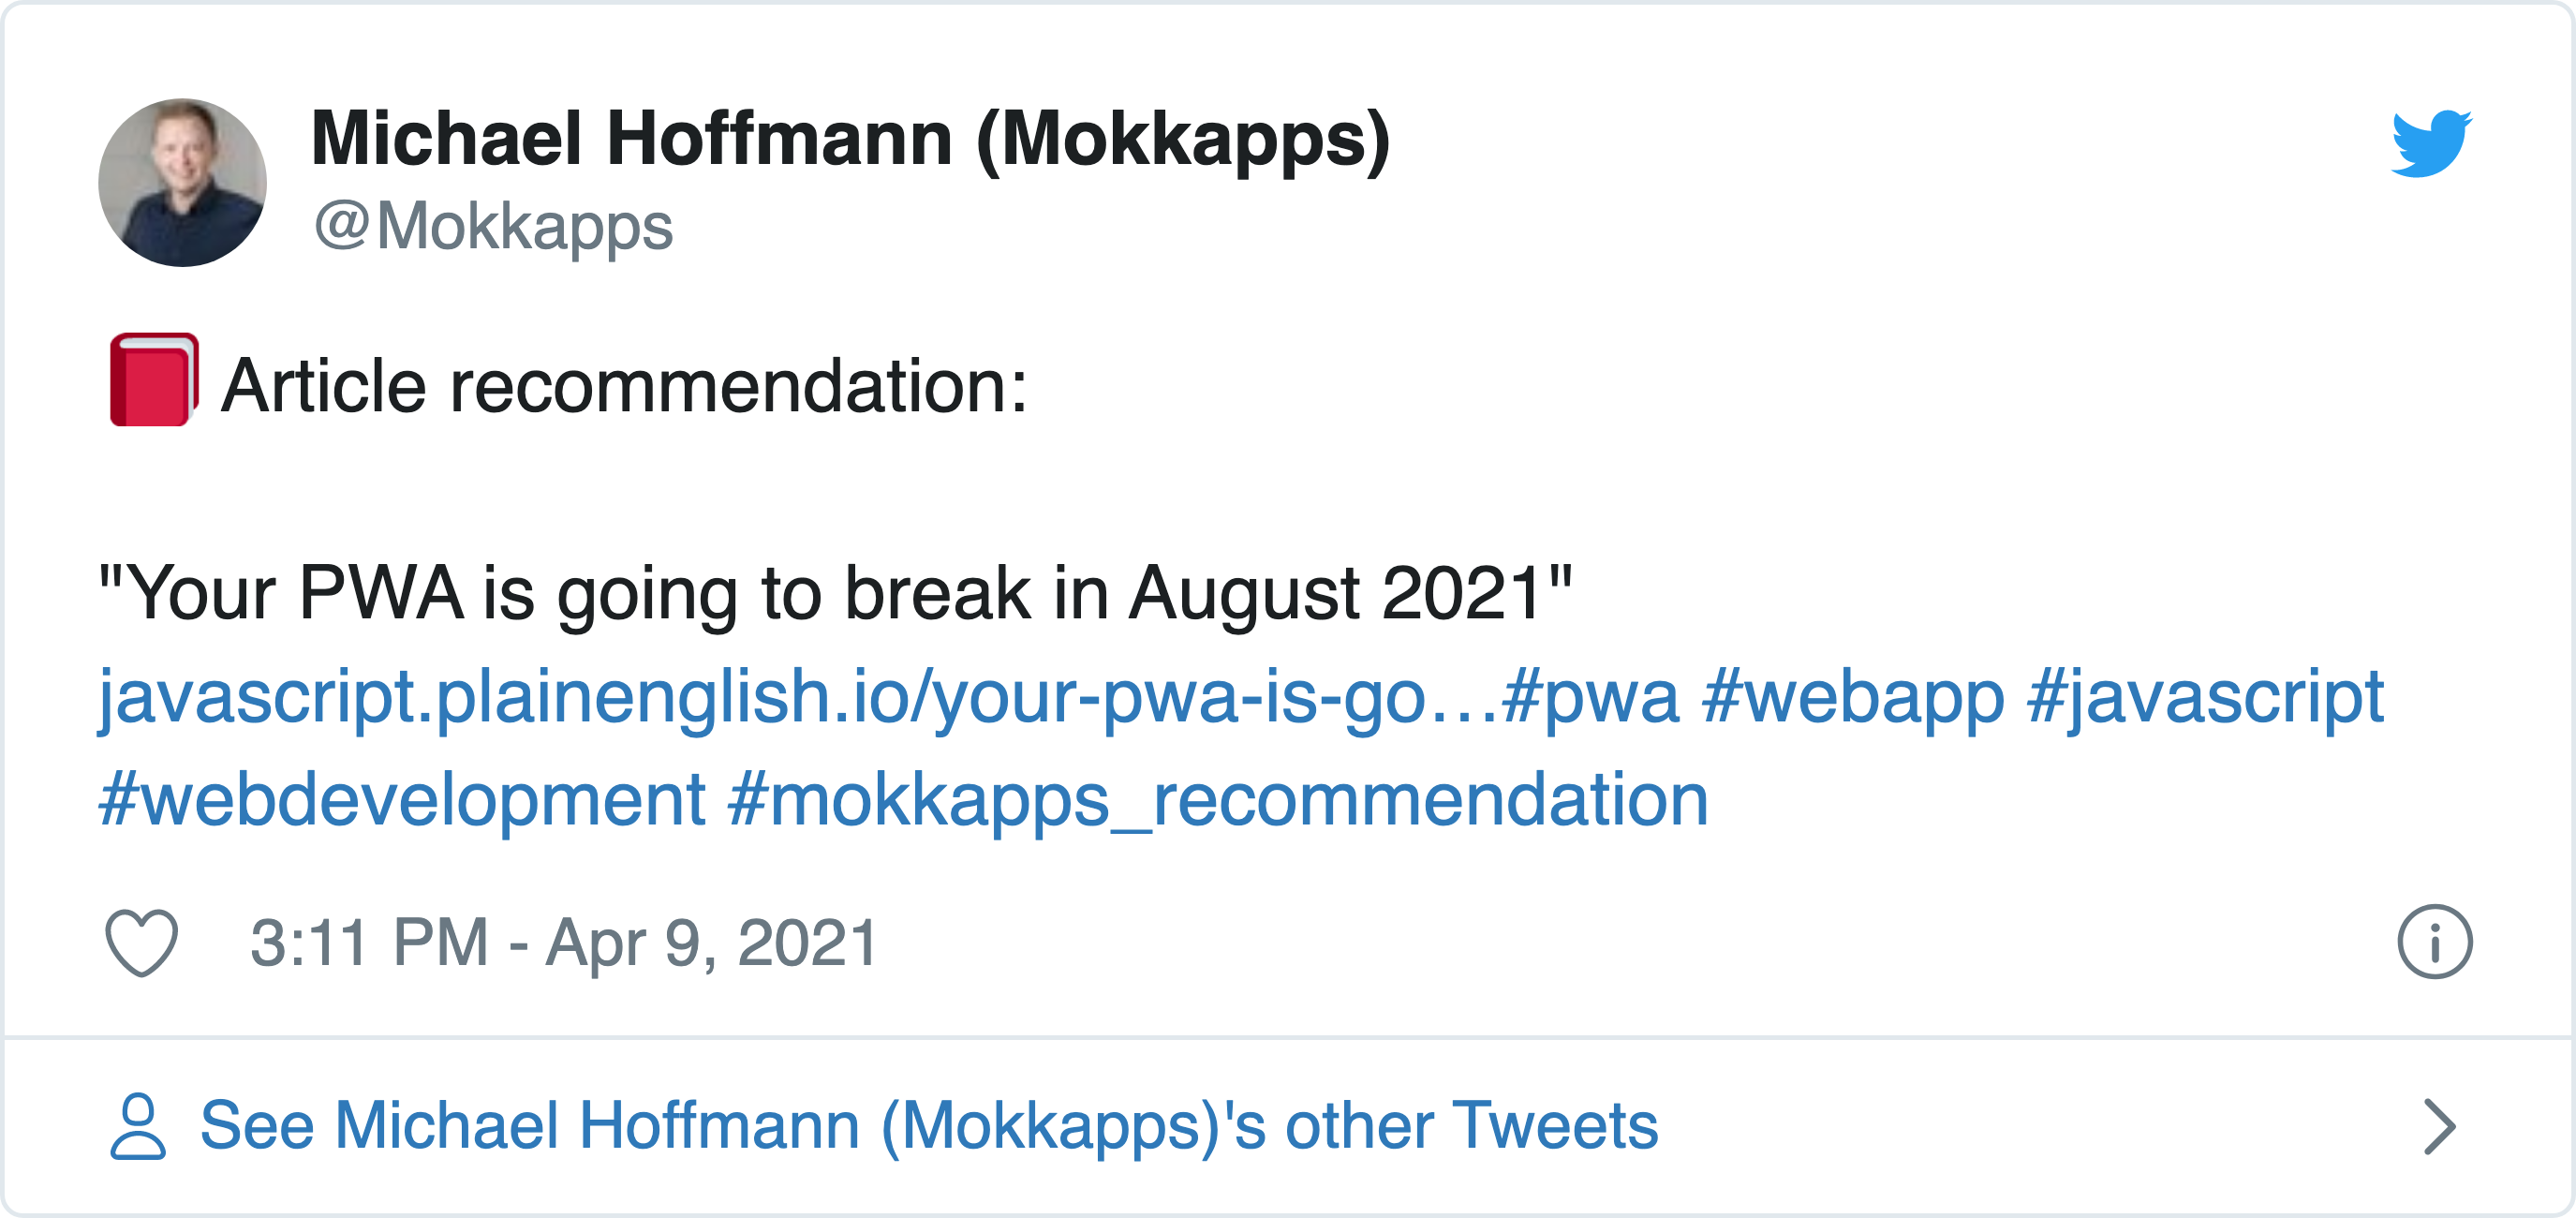 Michael Hoffmann (Mokkapps)
@Mokkapps
📕 Article recommendation:
"Your PWA is going to break in August 2021"
javascript.plainenglish.io/your-pwa-is-go…#pwa #webapp #javascript
#webdevelopment #mokkapps_recommendation
3:11 PM - Apr 9, 2021
See Michael Hoffmann (Mokkapps)'s other Tweets